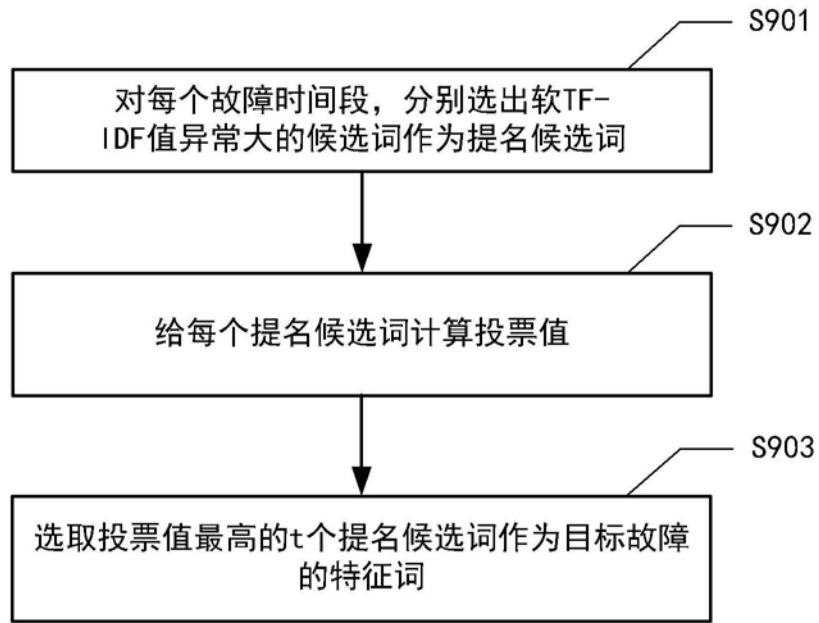 S901
对每个故障时间段，分别选出软TF-
IDF值异常大的候选词作为提名候选词
S902
给每个提名候选词计算投票值
S903
选取投票值最高的t个提名候选词作为目标故障
的特征词